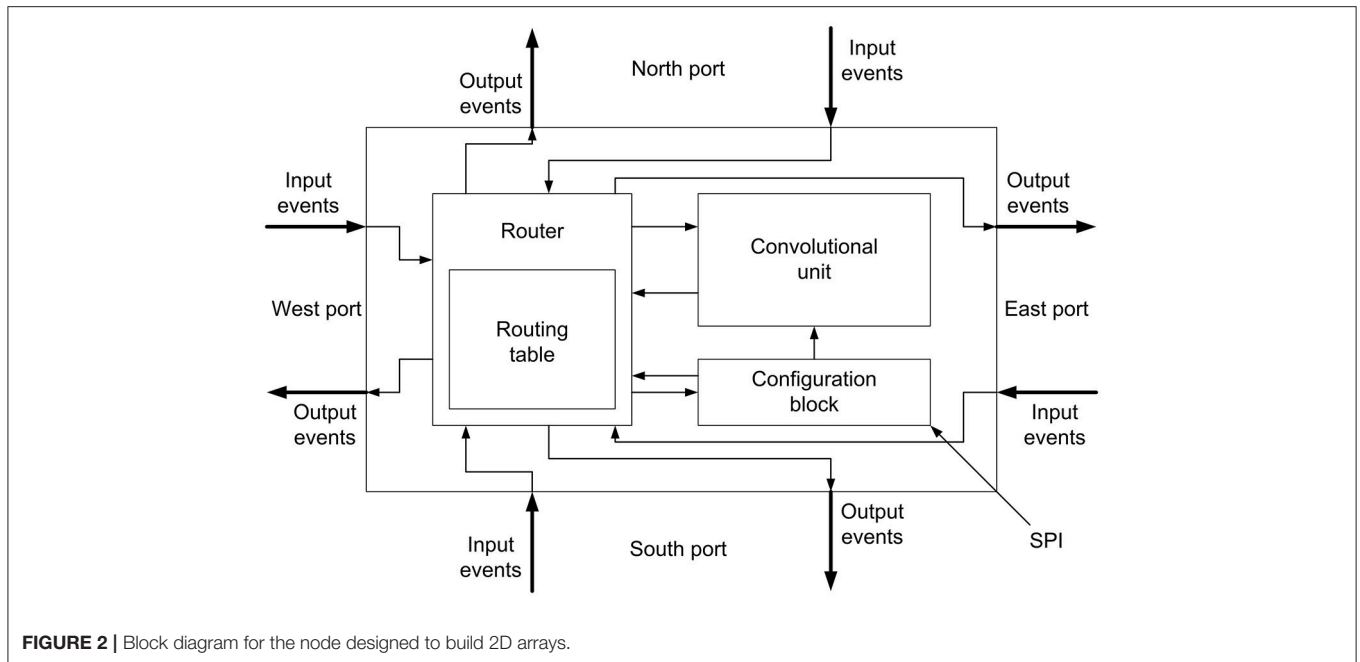 North port
Input
events
Output
events
Input
events
Output
events
Router
Convolutional
unit
West port
East port
Routing
table
Configuration
block
Output
events
Input
events
Input
events
South port
Output
events
SPI
FIGURE 2 | Block diagram for the node designed to build 2D arrays.